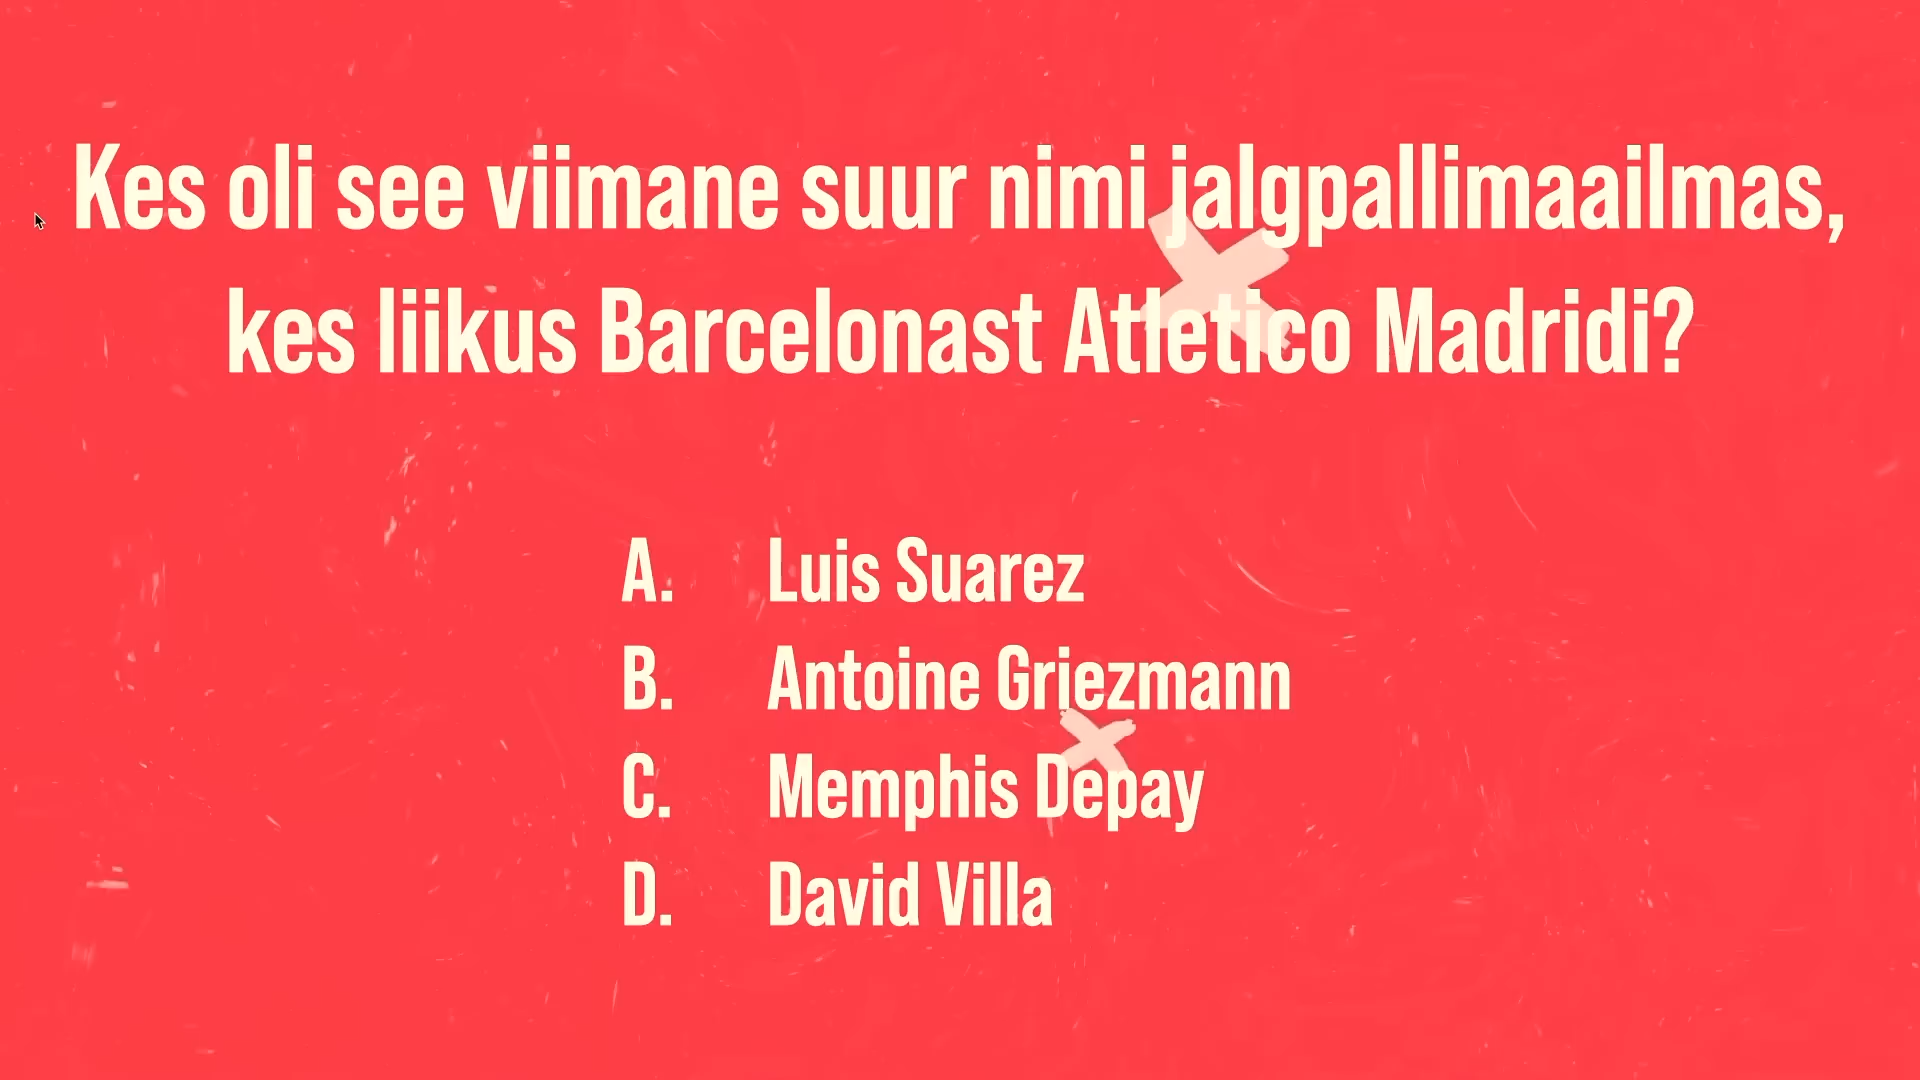 Kes oli see viimane suur nimi jalgpallimaailmas,
kes liikus Barcelonast Atletico Madridi?
A. Luis Suarez
B. Antoine Griezmann
C. Memphis Depay
D. David Villa